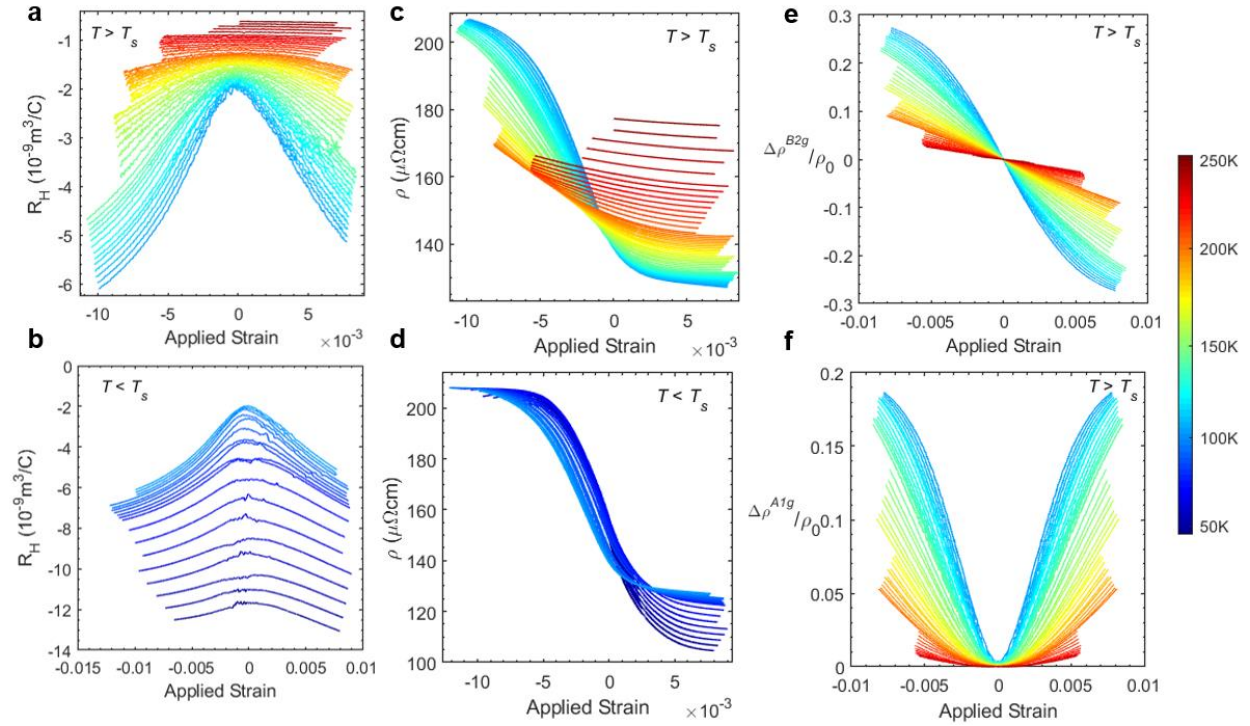 a
T > Ts
-1
-2
-3
-4
-5
-6
RH (10-9m3/C)
-10
-5
0
5
Applied Strain
×10-3
c
T > Ts
200
180
160
140
ρ (μΩcm)
-10
-5
0
5
Applied Strain
×10-3
e
T > Ts
0.3
0.2
0.1
0
-0.1
-0.2
-0.3
ΔρB2g/ρ0
-0.01
-0.005
0
0.005
0.01
Applied Strain
b
T < Ts
0
-2
-4
-6
-8
-10
-12
-14
RH (10-9m3/C)
-0.015
-0.01
-0.005
0
0.005
0.01
Applied Strain
d
T < Ts
200
180
160
140
120
100
ρ (μΩcm)
-10
-5
0
5
Applied Strain
×10-3
f
T > Ts
0.2
0.15
0.1
0.05
0
ΔρA1g/ρ0
-0.01
-0.005
0
0.005
0.01
Applied Strain
250K
200K
150K
100K
50K